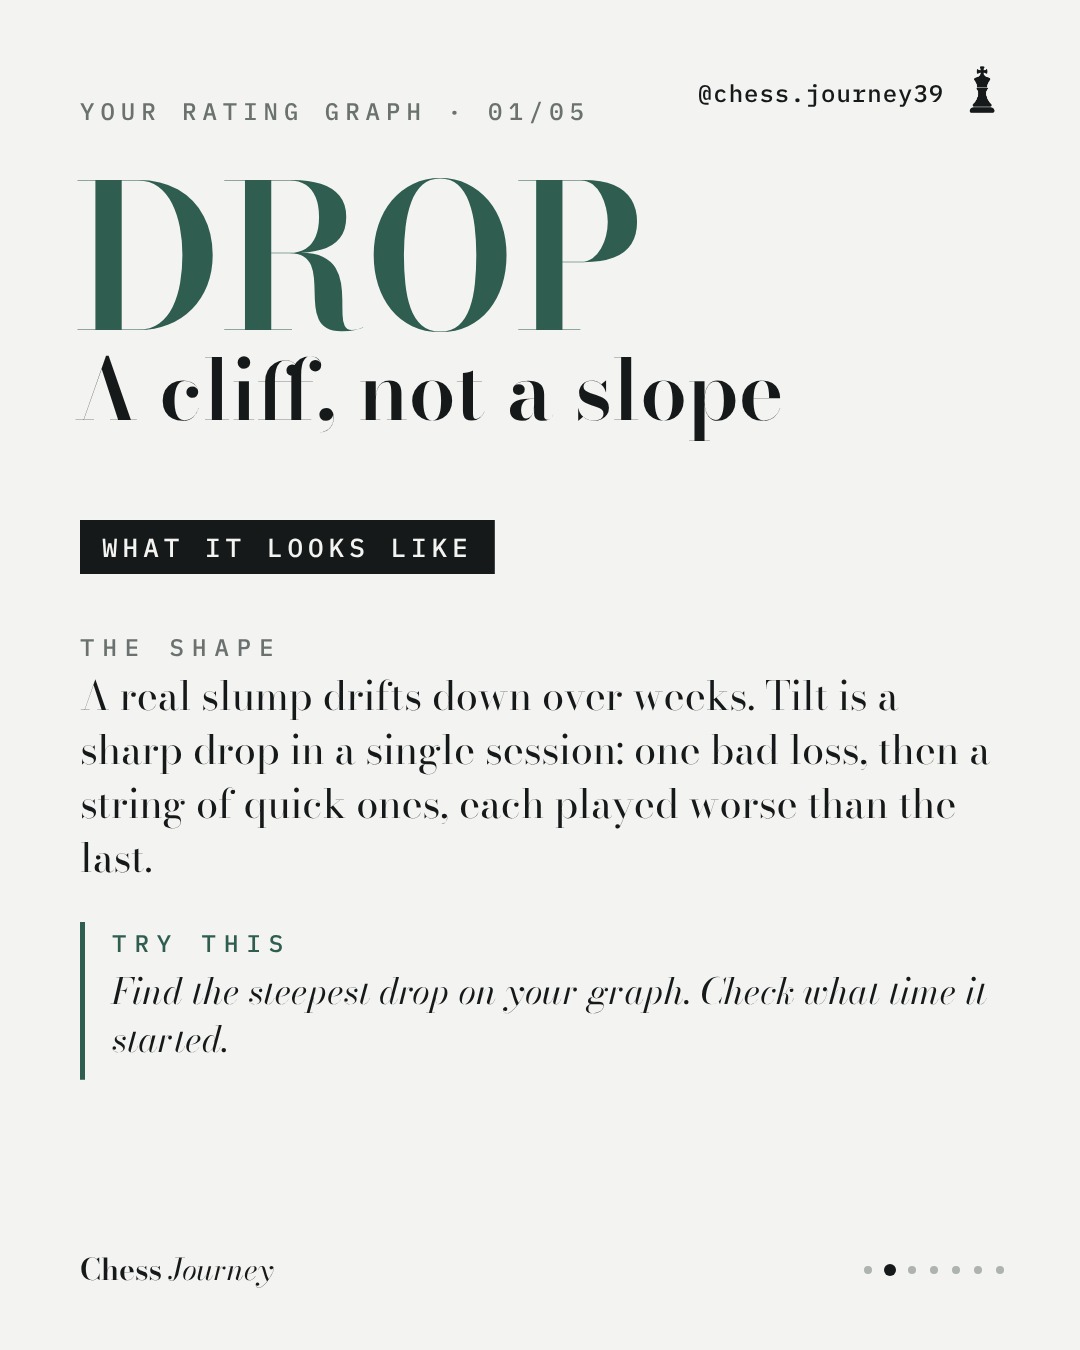 YOUR RATING GRAPH · 01/05
@chess.journey39
DROP
A cliff, not a slope
WHAT IT LOOKS LIKE
THE SHAPE
A real slump drifts down over weeks. Tilt is a
sharp drop in a single session: one bad loss, then a
string of quick ones, each played worse than the
last.
TRY THIS
Find the steepest drop on your graph. Check what time it
started.
Chess Journey